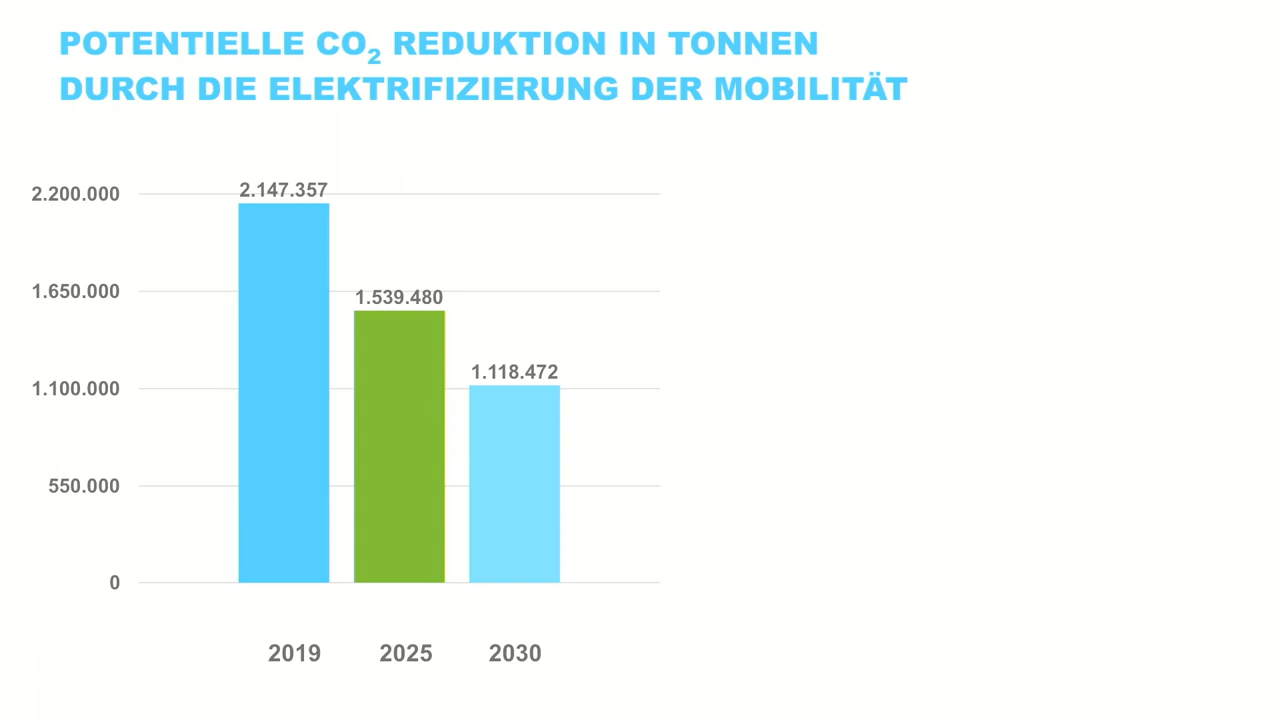 POTENTIELLE CO₂ REDUKTION IN TONNEN
DURCH DIE ELEKTRIFIZIERUNG DER MOBILITÄT
2.200.000
2.147.357
1.650.000
1.539.480
1.100.000
1.118.472
550.000
0
2019 2025 2030